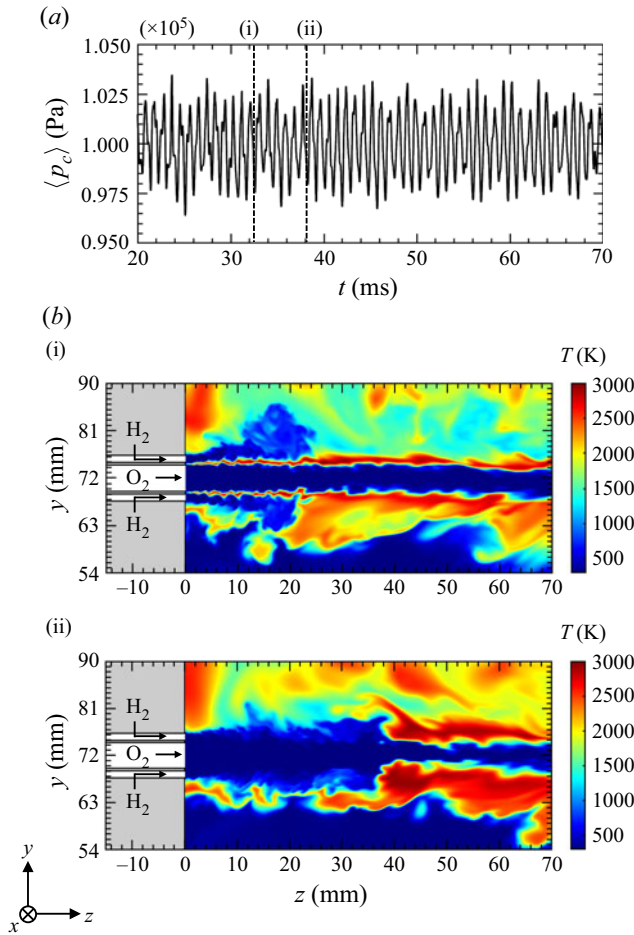 (a)
(×10⁵) (i) (ii)
1.050
1.025
1.000
0.975
0.950
⟨p_c⟩ (Pa)
20 30 40 50 60 70
t (ms)
(b)
(i)
T (K)
90
81
72
63
54
y (mm)
H₂
O₂
H₂
3000
2500
2000
1500
1000
500
–10 0 10 20 30 40 50 60 70
(ii)
T (K)
90
81
72
63
54
y (mm)
H₂
O₂
H₂
3000
2500
2000
1500
1000
500
–10 0 10 20 30 40 50 60 70
z (mm)
y
x
z